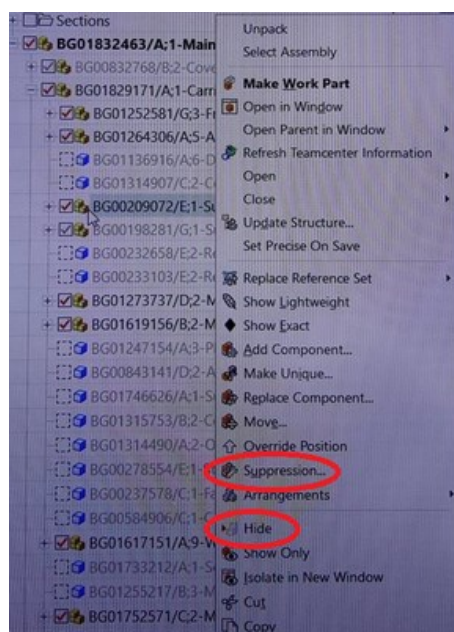 Sections
BG01832463/A;1-Main
BG00832768/B;2-Cove
BG01829171/A;1-Carri
BG01252581/G;3-Fr
BG01264306/A;5-A
BG01136916/A;6-D
BG01314907/C;2-C
BG00209072/E;1-Su
BG00198281/G;1-S
BG00232658/E;2-Re
BG00233103/E;2-Re
BG01273737/D;2-M
BG01619156/B;2-M
BG01247154/A;3-P
BG00843141/D;2-A
BG01746626/A;1-S
BG01315753/B;2-C
BG01314490/A;2-O
BG00278554/E;1-
BG00237578/C;1-Fa
BG00584906/C;1-C
BG01617151/A;9-W
BG01733212/A;1-S
BG01255217/B;3-M
BG01752571/C;2-M
Unpack
Select Assembly
Make Work Part
Open in Window
Open Parent in Window
Refresh Teamcenter Information
Open
Close
Update Structure...
Set Precise On Save
Replace Reference Set
Show Lightweight
Show Exact
Add Component...
Make Unique...
Replace Component...
Move...
Override Position
Suppression...
Arrangements
Hide
Show Only
Isolate in New Window
Cut
Copy